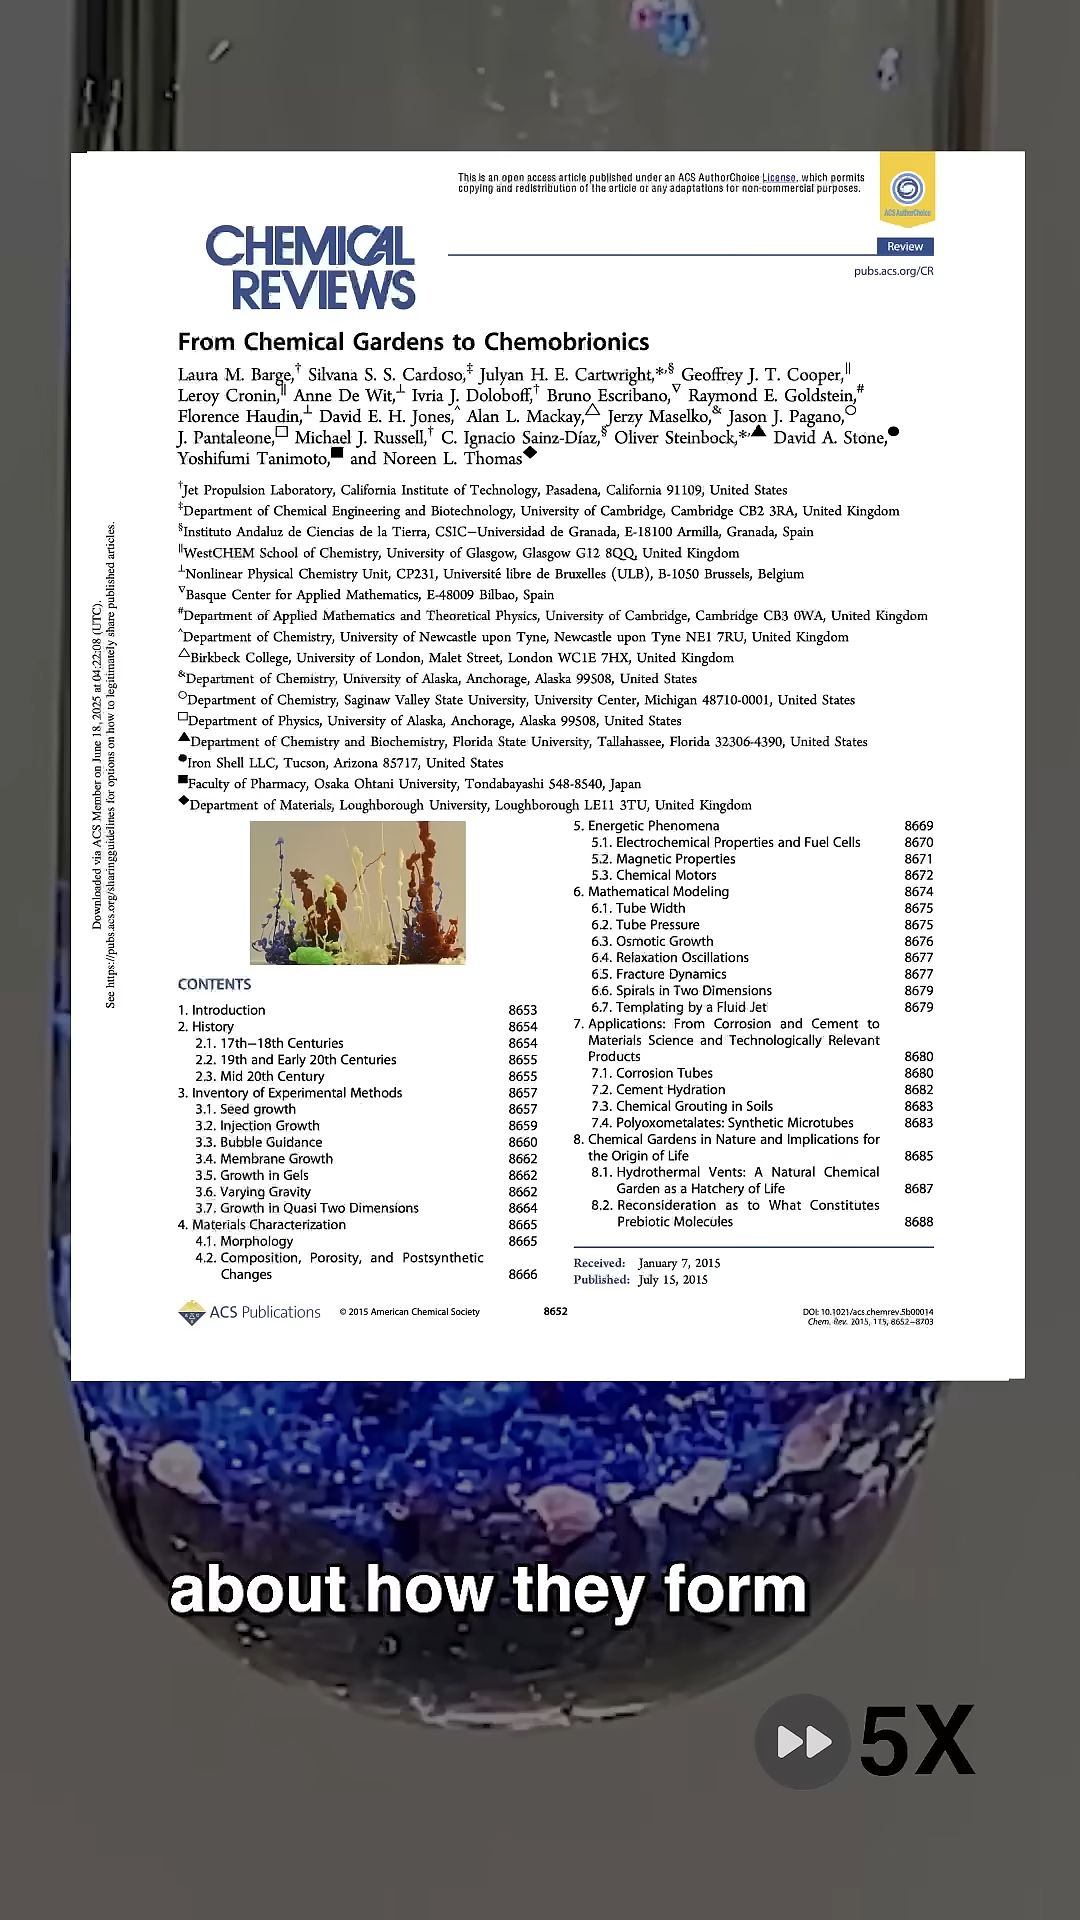 This is an open access article published under an ACS AuthorChoice License, which permits
copying and redistribution of the article or any adaptations for non-commercial purposes.
ACS AuthorChoice
CHEMICAL
REVIEWS
Review
pubs.acs.org/CR
From Chemical Gardens to Chemobrionics
Laura M. Barge,† Silvana S. S. Cardoso,‡ Julyan H. E. Cartwright,*,§ Geoffrey J. T. Cooper,∥
Leroy Cronin,∥ Anne De Wit,⊥ Ivria J. Doloboff,† Bruno Escribano,∇ Raymond E. Goldstein,#
Florence Haudin,⊥ David E. H. Jones,^ Alan L. Mackay,△ Jerzy Maselko,& Jason J. Pagano,○
J. Pantaleone,□ Michael J. Russell,† C. Ignacio Sainz-Díaz,§ Oliver Steinbock,*,▲ David A. Stone,●
Yoshifumi Tanimoto,■ and Noreen L. Thomas◆
†Jet Propulsion Laboratory, California Institute of Technology, Pasadena, California 91109, United States
‡Department of Chemical Engineering and Biotechnology, University of Cambridge, Cambridge CB2 3RA, United Kingdom
§Instituto Andaluz de Ciencias de la Tierra, CSIC−Universidad de Granada, E-18100 Armilla, Granada, Spain
∥WestCHEM School of Chemistry, University of Glasgow, Glasgow G12 8QQ, United Kingdom
⊥Nonlinear Physical Chemistry Unit, CP231, Université libre de Bruxelles (ULB), B-1050 Brussels, Belgium
∇Basque Center for Applied Mathematics, E-48009 Bilbao, Spain
#Department of Applied Mathematics and Theoretical Physics, University of Cambridge, Cambridge CB3 0WA, United Kingdom
^Department of Chemistry, University of Newcastle upon Tyne, Newcastle upon Tyne NE1 7RU, United Kingdom
△Birkbeck College, University of London, Malet Street, London WC1E 7HX, United Kingdom
&Department of Chemistry, University of Alaska, Anchorage, Alaska 99508, United States
○Department of Chemistry, Saginaw Valley State University, University Center, Michigan 48710-0001, United States
□Department of Physics, University of Alaska, Anchorage, Alaska 99508, United States
▲Department of Chemistry and Biochemistry, Florida State University, Tallahassee, Florida 32306-4390, United States
●Iron Shell LLC, Tucson, Arizona 85717, United States
■Faculty of Pharmacy, Osaka Ohtani University, Tondabayashi 548-8540, Japan
◆Department of Materials, Loughborough University, Loughborough LE11 3TU, United Kingdom
Downloaded via ACS Member on June 18, 2025 at 04:22:08 (UTC).
See https://pubs.acs.org/sharingguidelines for options on how to legitimately share published articles.
CONTENTS
1. Introduction 8653
2. History 8654
2.1. 17th−18th Centuries 8654
2.2. 19th and Early 20th Centuries 8655
2.3. Mid 20th Century 8655
3. Inventory of Experimental Methods 8657
3.1. Seed growth 8657
3.2. Injection Growth 8659
3.3. Bubble Guidance 8660
3.4. Membrane Growth 8662
3.5. Growth in Gels 8662
3.6. Varying Gravity 8662
3.7. Growth in Quasi Two Dimensions 8664
4. Materials Characterization 8665
4.1. Morphology 8665
4.2. Composition, Porosity, and Postsynthetic
Changes 8666
5. Energetic Phenomena 8669
5.1. Electrochemical Properties and Fuel Cells 8670
5.2. Magnetic Properties 8671
5.3. Chemical Motors 8672
6. Mathematical Modeling 8674
6.1. Tube Width 8675
6.2. Tube Pressure 8675
6.3. Osmotic Growth 8676
6.4. Relaxation Oscillations 8677
6.5. Fracture Dynamics 8677
6.6. Spirals in Two Dimensions 8679
6.7. Templating by a Fluid Jet 8679
7. Applications: From Corrosion and Cement to
Materials Science and Technologically Relevant
Products 8680
7.1. Corrosion Tubes 8680
7.2. Cement Hydration 8682
7.3. Chemical Grouting in Soils 8683
7.4. Polyoxometalates: Synthetic Microtubes 8683
8. Chemical Gardens in Nature and Implications for
the Origin of Life 8685
8.1. Hydrothermal Vents: A Natural Chemical
Garden as a Hatchery of Life 8687
8.2. Reconsideration as to What Constitutes
Prebiotic Molecules 8688
Received: January 7, 2015
Published: July 15, 2015
ACS Publications © 2015 American Chemical Society 8652
DOI: 10.1021/acs.chemrev.5b00014
Chem. Rev. 2015, 115, 8652−8703
about how they form
5X